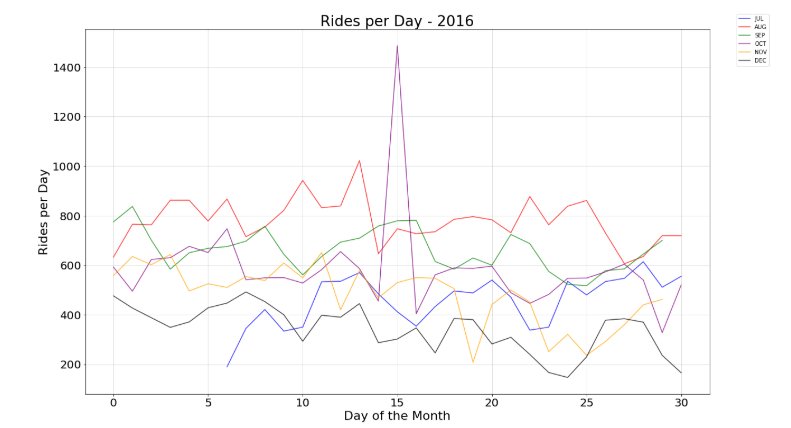 Rides per Day - 2016
JUL
AUG
SEP
OCT
NOV
DEC
Rides per Day
1400
1200
1000
800
600
400
200
0 5 10 15 20 25 30
Day of the Month